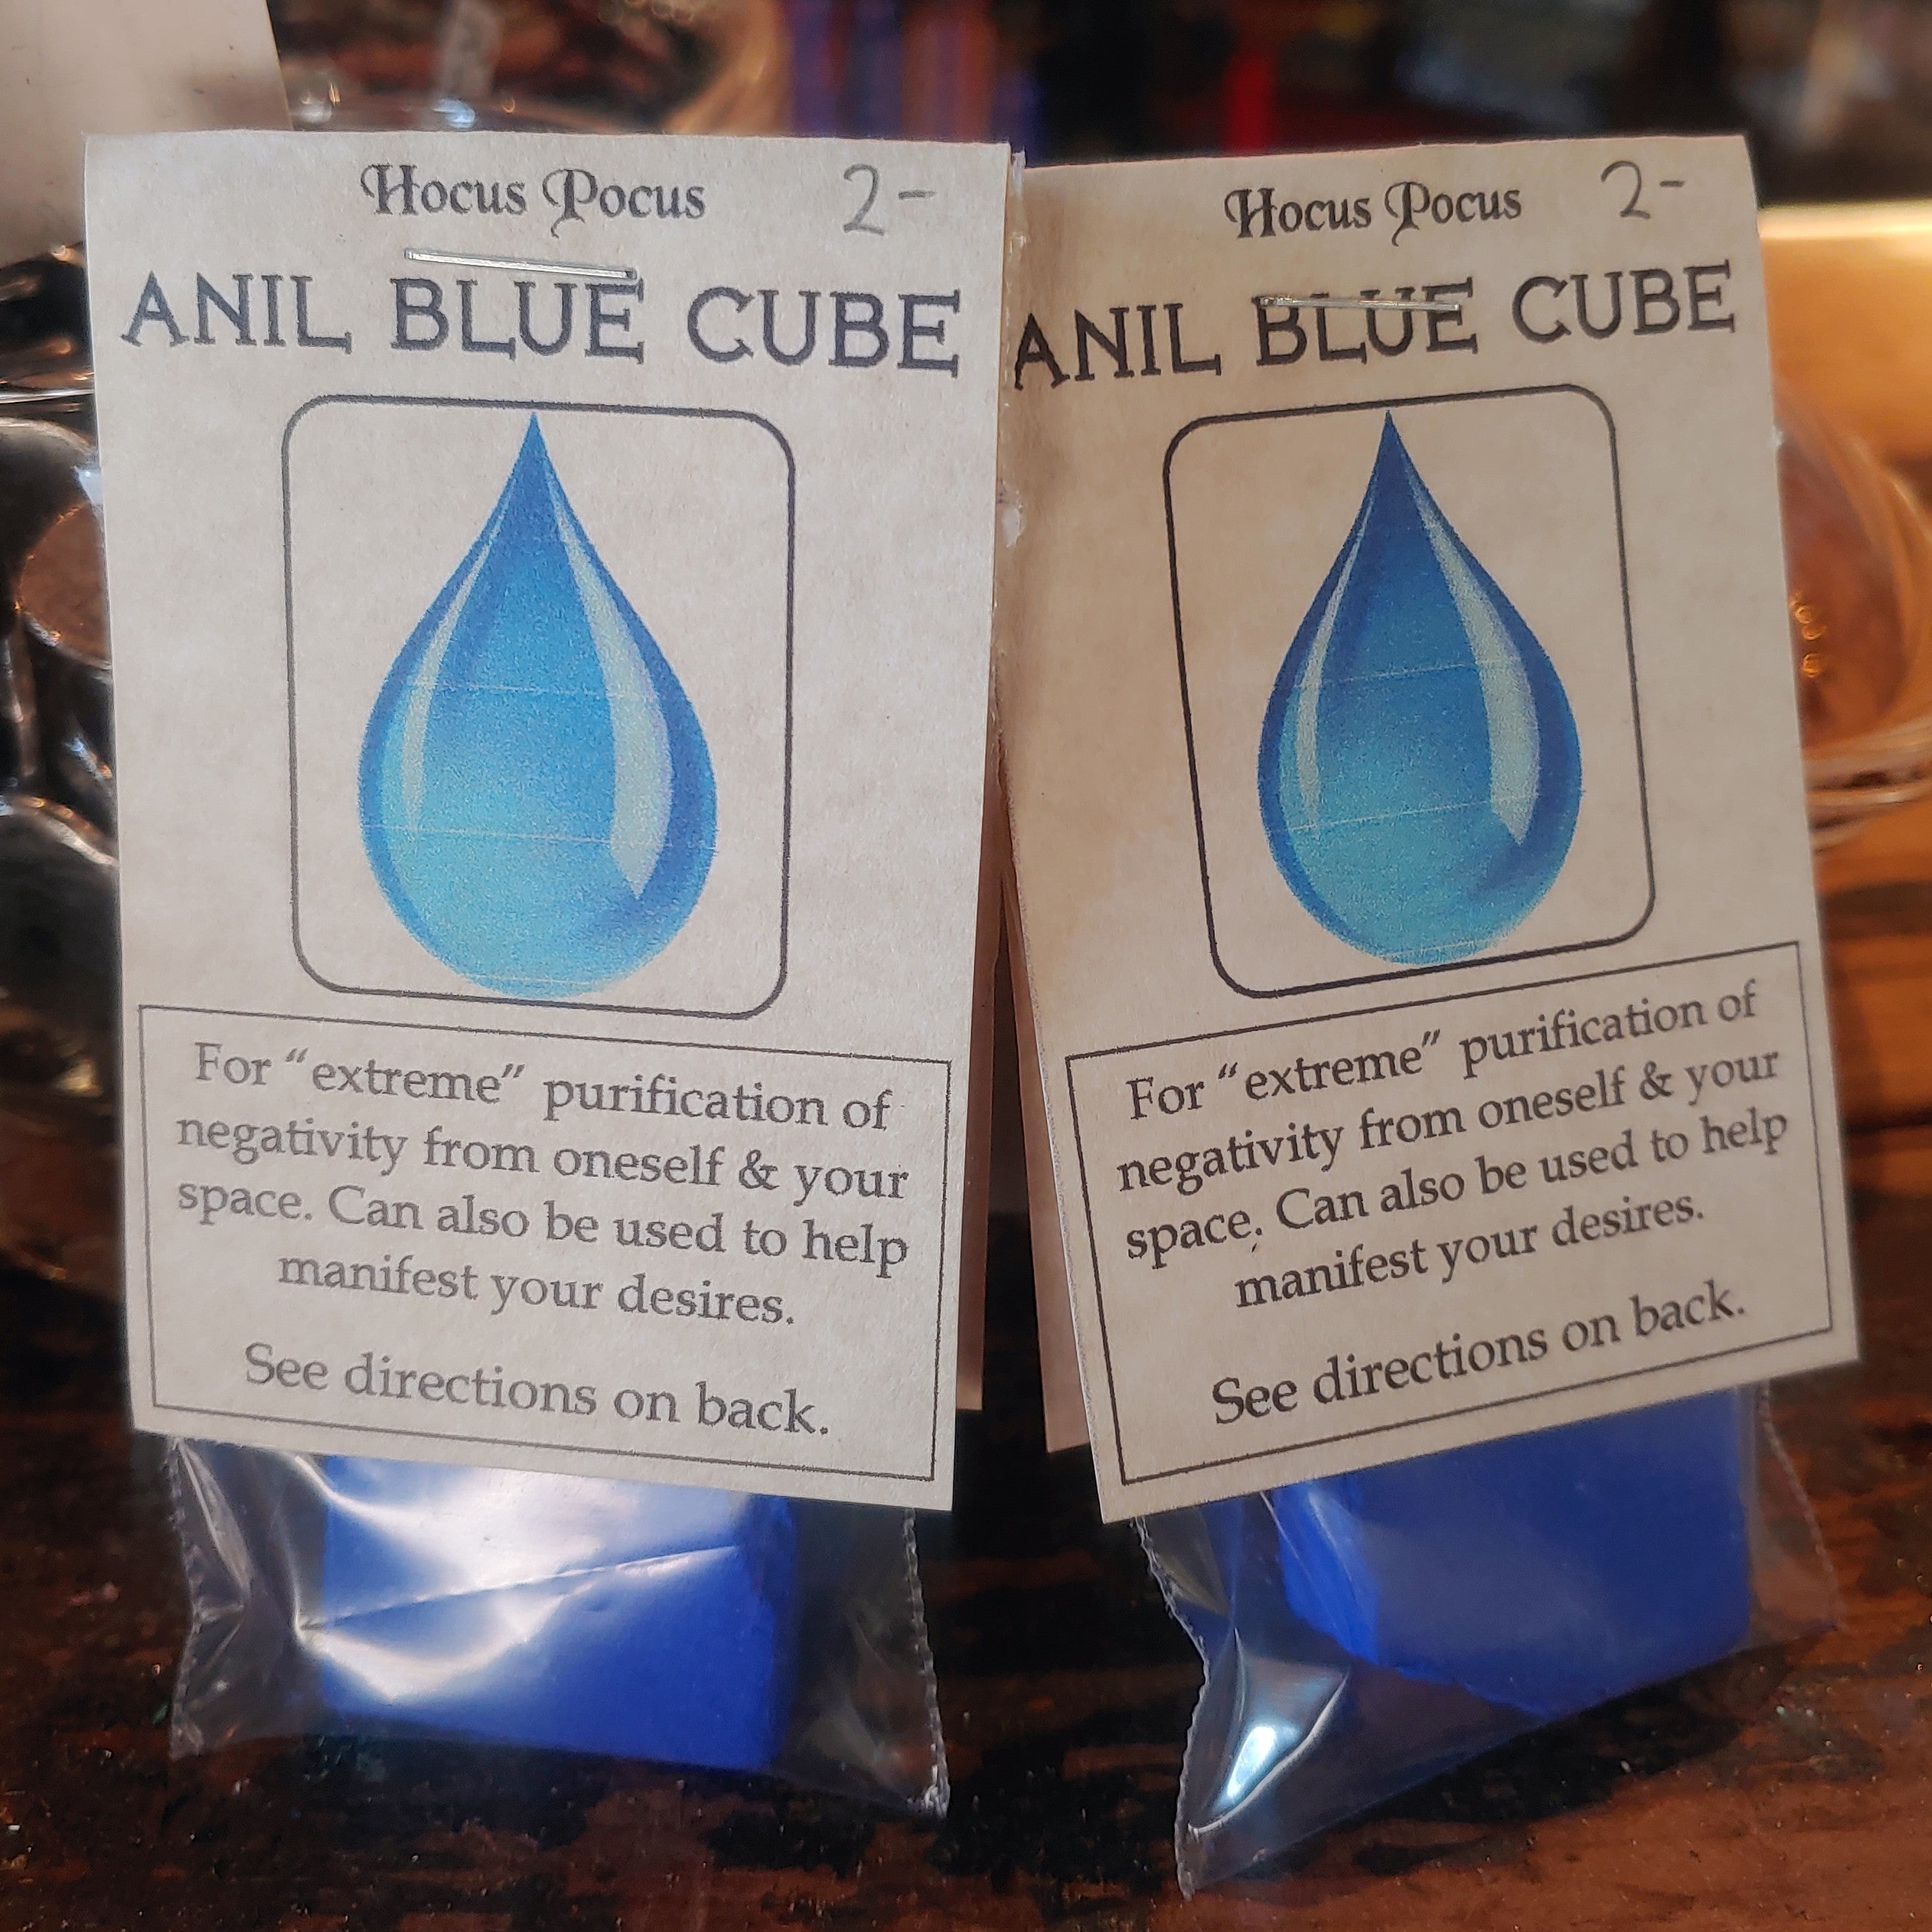 Hocus Pocus 2-
ANIL BLUE CUBE
For “extreme” purification of
negativity from oneself & your
space. Can also be used to help
manifest your desires.
See directions on back.
Hocus Pocus 2-
ANIL BLUE CUBE
For “extreme” purification of
negativity from oneself & your
space. Can also be used to help
manifest your desires.
See directions on back.